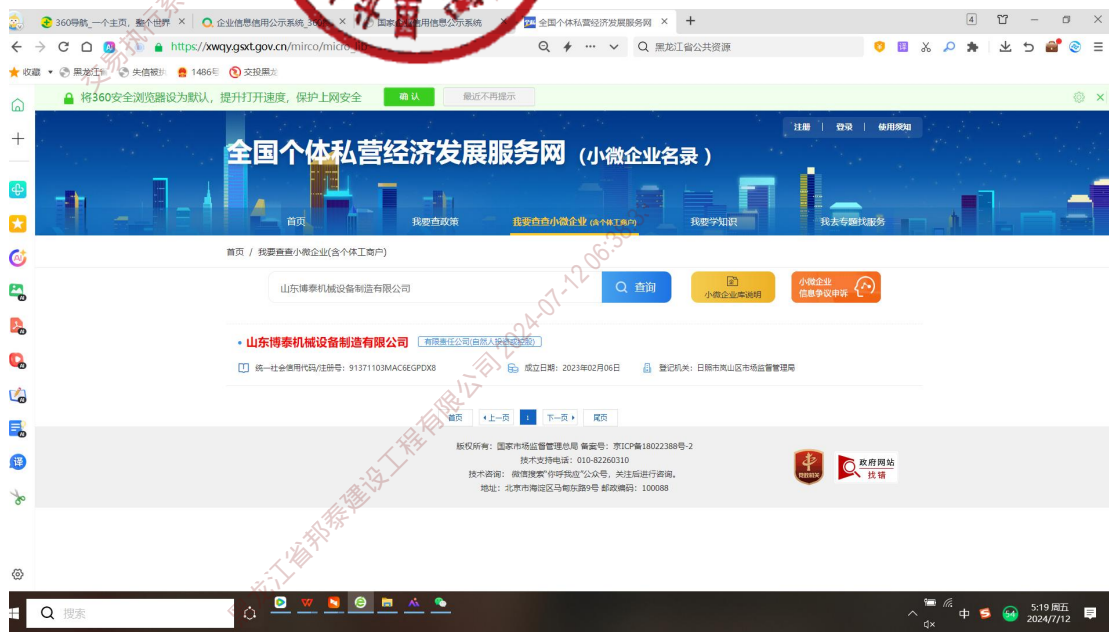 360导航_一个主页，整个世界
企业信息信用公示系统_360
国家企业信用信息公示系统
全国个体私营经济发展服务网
https://xwqy.gsxt.gov.cn/mirco/micro
黑龙江省公共资源
收藏
黑龙江
失信被执
1486毛
交投黑龙
将360安全浏览器设为默认，提升打开速度，保护上网安全
确认
最近不再提示
注册 | 登录 | 使用须知
全国个体私营经济发展服务网（小微企业名录）
首页
我要查政策
我要查查小微企业 (含个体工商户)
我要学知识
我去专题找服务
首页 / 我要查查小微企业(含个体工商户)
山东博泰机械设备制造有限公司
查询
小微企业库说明
小微企业
信息争议申诉
山东博泰机械设备制造有限公司
有限责任公司(自然人投资或控股)
统一社会信用代码/注册号：91371103MAC6EGPDX8
成立日期：2023年02月06日
登记机关：日照市岚山区市场监督管理局
首页
上一页
1
下一页
尾页
版权所有：国家市场监督管理总局 备案号：京ICP备18022388号-2
技术支持电话：010-82260310
技术咨询： 微信搜索“你呼我应”公众号，关注后进行咨询。
地址：北京市海淀区马甸东路9号 邮政编码：100088
党政机关
政府网站
找错
黑龙江省邦泰建设工程有限公司 2024-07-12 06:3
交易执行系
搜索
中
54
5:19 周五
2024/7/12